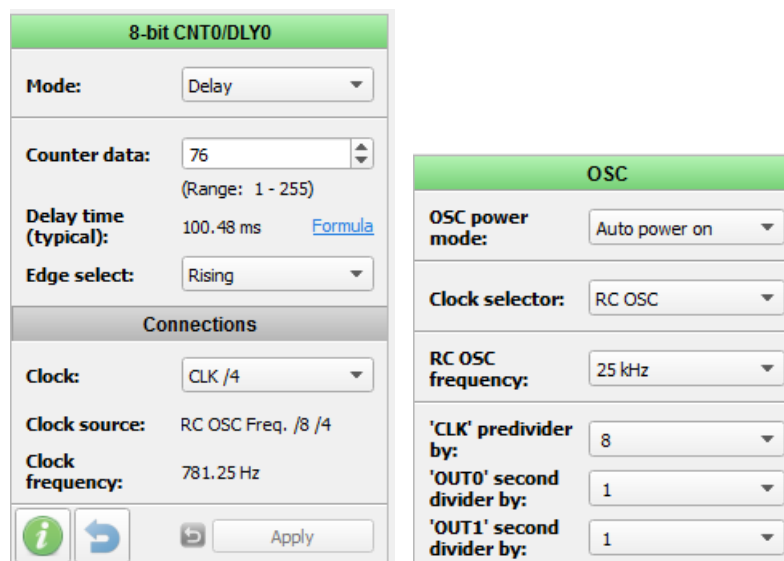 8-bit CNT0/DLY0
Mode: Delay
Counter data: 76
(Range: 1 - 255)
Delay time
(typical): 100.48 ms Formula
Edge select: Rising
Connections
Clock: CLK /4
Clock source: RC OSC Freq. /8 /4
Clock
frequency: 781.25 Hz
Apply
OSC
OSC power
mode: Auto power on
Clock selector: RC OSC
RC OSC
frequency: 25 kHz
'CLK' predivider
by: 8
'OUT0' second
divider by: 1
'OUT1' second
divider by: 1